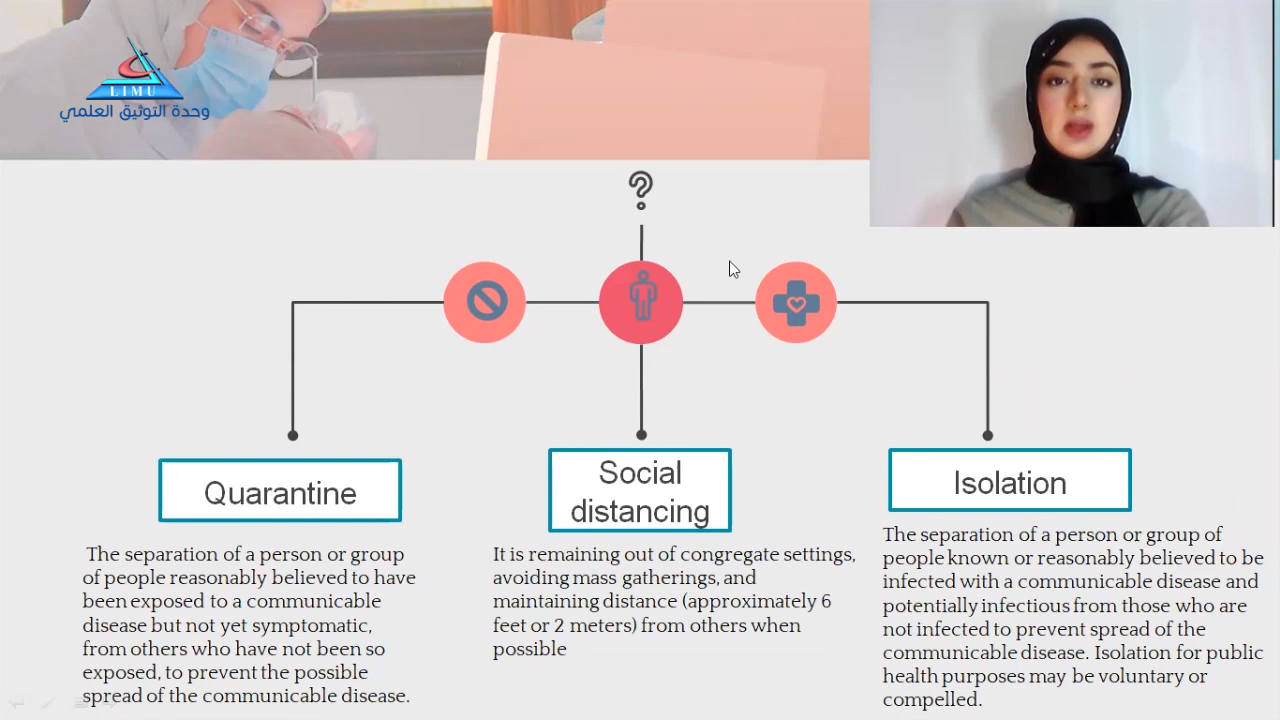 LIMU
وحدة التوثيق العلمي
?
Quarantine
The separation of a person or group
of people reasonably believed to have
been exposed to a communicable
disease but not yet symptomatic,
from others who have not been so
exposed, to prevent the possible
spread of the communicable disease.
Social
distancing
It is remaining out of congregate settings,
avoiding mass gatherings, and
maintaining distance (approximately 6
feet or 2 meters) from others when
possible
Isolation
The separation of a person or group of
people known or reasonably believed to be
infected with a communicable disease and
potentially infectious from those who are
not infected to prevent spread of the
communicable disease. Isolation for public
health purposes may be voluntary or
compelled.